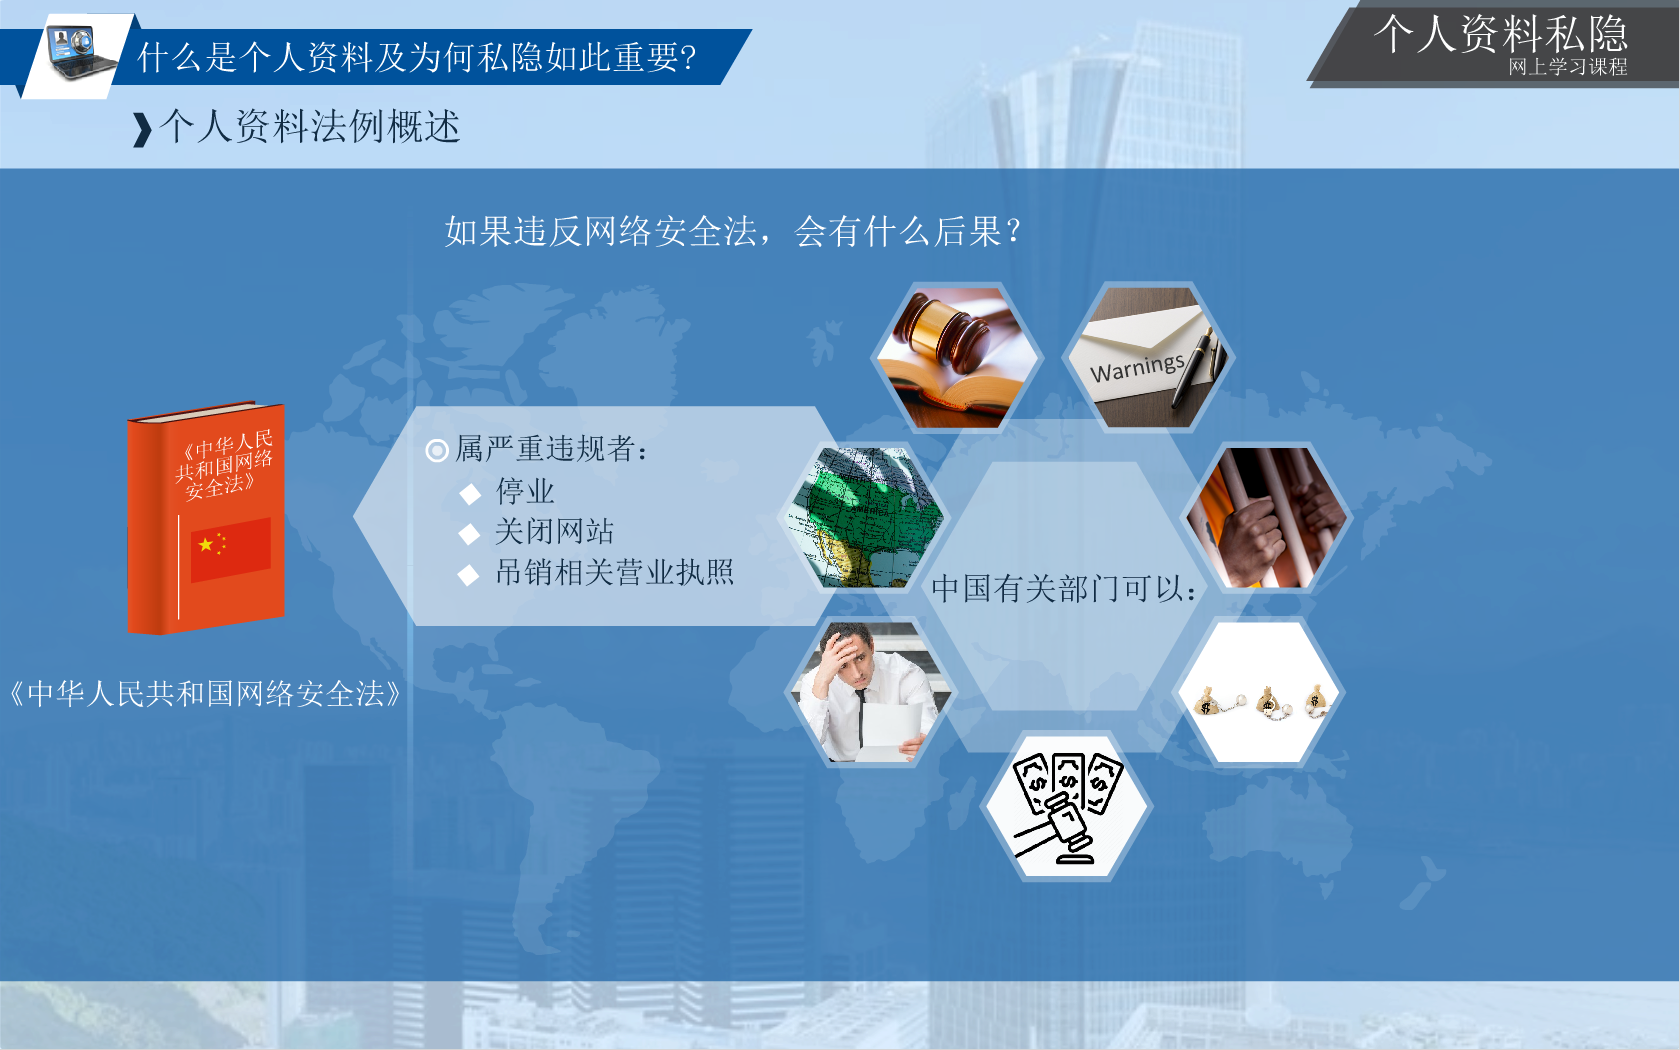 什么是个人资料及为何私隐如此重要?
个人资料私隐
网上学习课程
个人资料法例概述
如果违反网络安全法，会有什么后果？
Warnings
《中华人民
共和国网络
安全法》
属严重违规者：
停业
关闭网站
吊销相关营业执照
AMERICA
中国有关部门可以：
《中华人民共和国网络安全法》